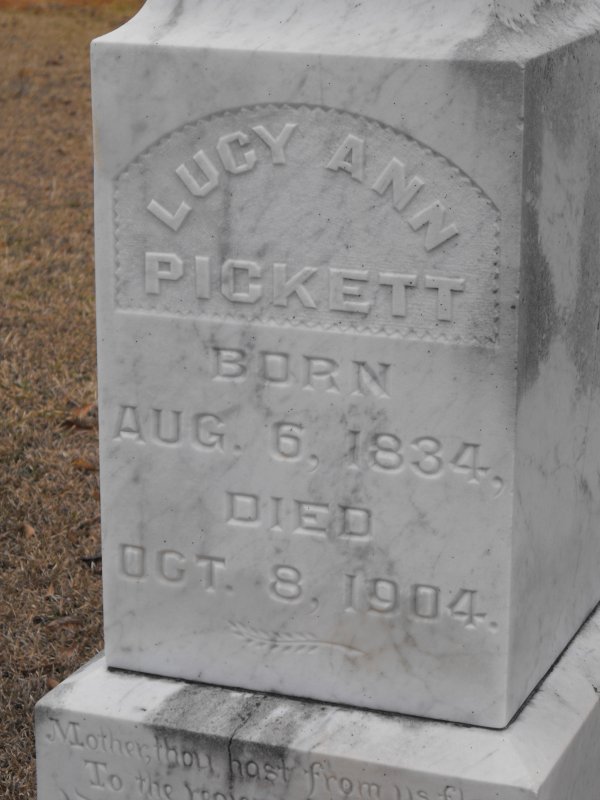 LUCY ANN
PICKETT
BORN
AUG. 6, 1834,
DIED
OCT. 8, 1904.
Mother, thou hast from us
To the